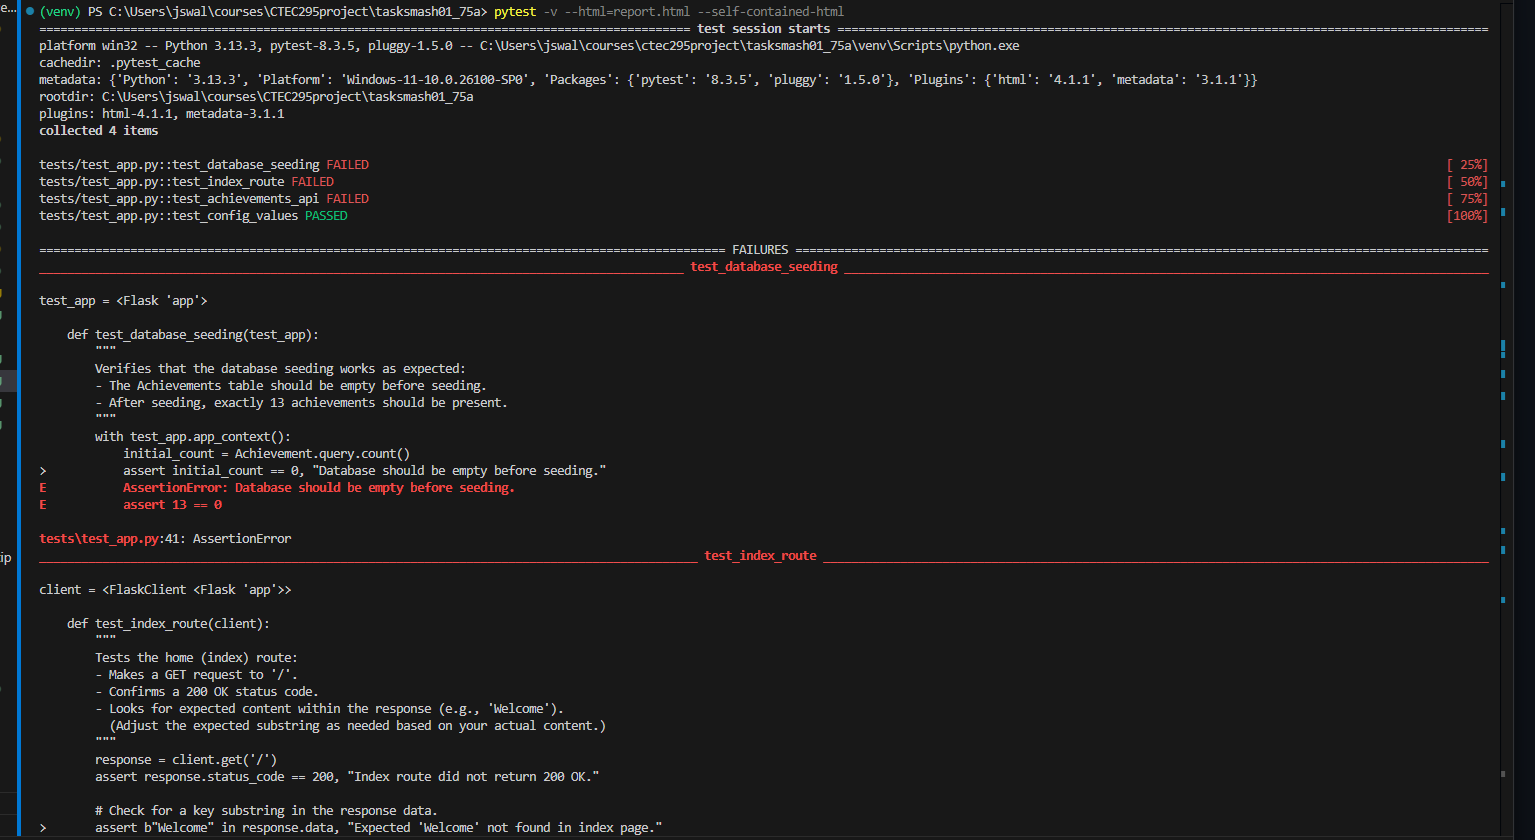 e...
(venv) PS C:\Users\jswal\courses\CTEC295project\tasksmash01_75a> pytest -v --html=report.html --self-contained-html
============================================================================================= test session starts =============================================================================================
platform win32 -- Python 3.13.3, pytest-8.3.5, pluggy-1.5.0 -- C:\Users\jswal\courses\ctec295project\tasksmash01_75a\venv\Scripts\python.exe
cachedir: .pytest_cache
metadata: {'Python': '3.13.3', 'Platform': 'Windows-11-10.0.26100-SP0', 'Packages': {'pytest': '8.3.5', 'pluggy': '1.5.0'}, 'Plugins': {'html': '4.1.1', 'metadata': '3.1.1'}}
rootdir: C:\Users\jswal\courses\CTEC295project\tasksmash01_75a
plugins: html-4.1.1, metadata-3.1.1
collected 4 items
tests/test_app.py::test_database_seeding FAILED [ 25%]
tests/test_app.py::test_index_route FAILED [ 50%]
tests/test_app.py::test_achievements_api FAILED [ 75%]
tests/test_app.py::test_config_values PASSED [100%]
================================================================================================== FAILURES ===================================================================================================
____________________________________________________________________________________________ test_database_seeding ____________________________________________________________________________________________
test_app = <Flask 'app'>
def test_database_seeding(test_app):
"""
Verifies that the database seeding works as expected:
- The Achievements table should be empty before seeding.
- After seeding, exactly 13 achievements should be present.
"""
with test_app.app_context():
initial_count = Achievement.query.count()
> assert initial_count == 0, "Database should be empty before seeding."
E AssertionError: Database should be empty before seeding.
E assert 13 == 0
tests\test_app.py:41: AssertionError
ip
______________________________________________________________________________________________ test_index_route _______________________________________________________________________________________________
client = <FlaskClient <Flask 'app'>>
def test_index_route(client):
"""
Tests the home (index) route:
- Makes a GET request to '/'.
- Confirms a 200 OK status code.
- Looks for expected content within the response (e.g., 'Welcome').
(Adjust the expected substring as needed based on your actual content.)
"""
response = client.get('/')
assert response.status_code == 200, "Index route did not return 200 OK."
# Check for a key substring in the response data.
> assert b"Welcome" in response.data, "Expected 'Welcome' not found in index page."